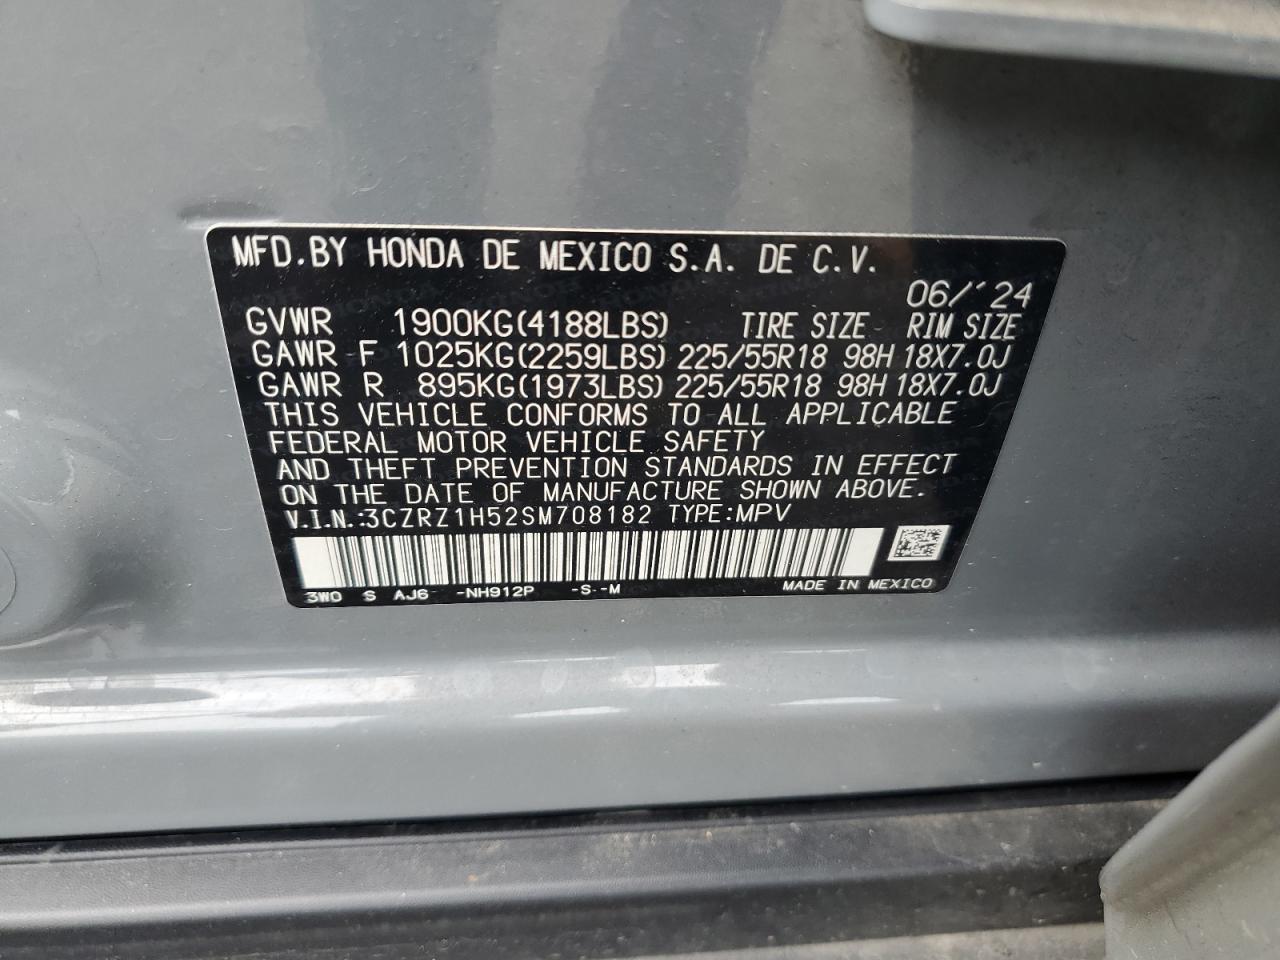 MFD.BY HONDA DE MEXICO S.A. DE C.V.
06/'24
GVWR 1900KG(4188LBS) TIRE SIZE RIM SIZE
GAWR F 1025KG(2259LBS) 225/55R18 98H 18X7.0J
GAWR R 895KG(1973LBS) 225/55R18 98H 18X7.0J
THIS VEHICLE CONFORMS TO ALL APPLICABLE
FEDERAL MOTOR VEHICLE SAFETY
AND THEFT PREVENTION STANDARDS IN EFFECT
ON THE DATE OF MANUFACTURE SHOWN ABOVE.
V.I.N.:3CZRZ1H52SM708182 TYPE:MPV
3W0 S AJ6 -NH912P -S--M MADE IN MEXICO